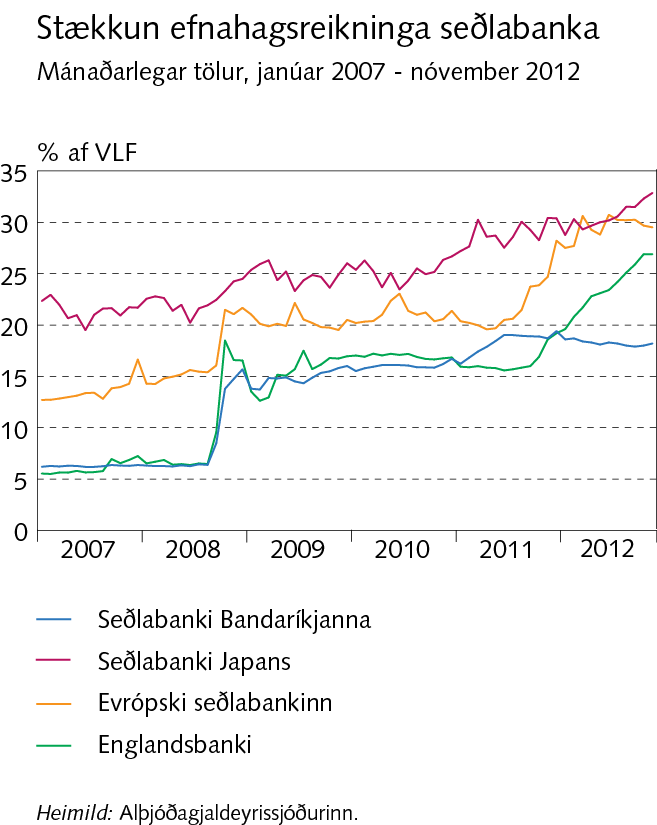 Stækkun efnahagsreikninga seðlabanka
Mánaðarlegar tölur, janúar 2007 - nóvember 2012
% af VLF
35
30
25
20
15
10
5
0
2007 2008 2009 2010 2011 2012
Seðlabanki Bandaríkjanna
Seðlabanki Japans
Evrópski seðlabankinn
Englandsbanki
Heimild: Alþjóðagjaldeyrissjóðurinn.